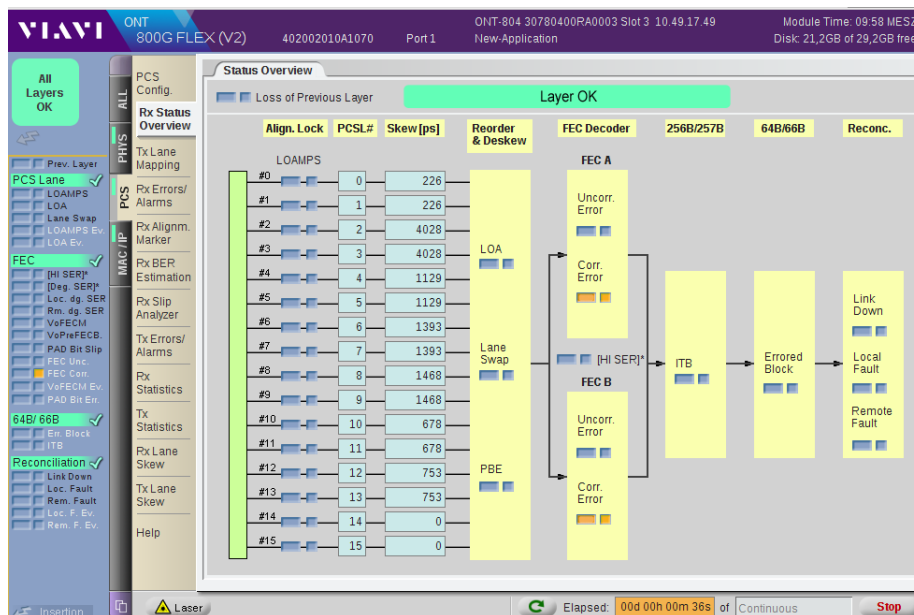 VIAVI
ONT
800G FLEX (V2)
402002010A1070
Port 1
ONT-804 30780400RA0003 Slot 3 10.49.17.49
New-Application
Module Time: 09:58 MESZ
Disk: 21,2GB of 29,2GB free
All
Layers
OK
Prev. Layer
PCS Lane
LOAMPS
LOA
Lane Swap
LOAMPS Ev.
LOA Ev.
FEC
[HI SER]*
[Deg. SER]*
Loc. dg. SER
Rm. dg. SER
VoFECM
VoPreFECB.
PAD Bit Slip
FEC Unc.
FEC Corr.
VoFECM Ev.
PAD Bit Err.
64B/ 66B
Err. Block
ITB
Reconciliation
Link Down
Loc. Fault
Rem. Fault
Loc. F. Ev.
Rem. F. Ev.
Insertion
ALL
PHYS
PCS
MAC / IP
PCS
Config.
Rx Status
Overview
Tx Lane
Mapping
Rx Errors/
Alarms
Rx Alignm.
Marker
Rx BER
Estimation
Rx Slip
Analyzer
Tx Errors/
Alarms
Rx
Statistics
Tx
Statistics
Rx Lane
Skew
Tx Lane
Skew
Help
Status Overview
Loss of Previous Layer
Layer OK
Align. Lock
PCSL#
Skew [ps]
Reorder
& Deskew
FEC Decoder
256B/257B
64B/66B
Reconc.
LOAMPS
#0 0 226
#1 1 226
#2 2 4028
#3 3 4028
#4 4 1129
#5 5 1129
#6 6 1393
#7 7 1393
#8 8 1468
#9 9 1468
#10 10 678
#11 11 678
#12 12 753
#13 13 753
#14 14 0
#15 15 0
LOA
Lane
Swap
PBE
FEC A
Uncorr.
Error
Corr.
Error
[HI SER]*
FEC B
Uncorr.
Error
Corr.
Error
ITB
Errored
Block
Link
Down
Local
Fault
Remote
Fault
Laser
Elapsed: 00d 00h 00m 36s of Continuous
Stop